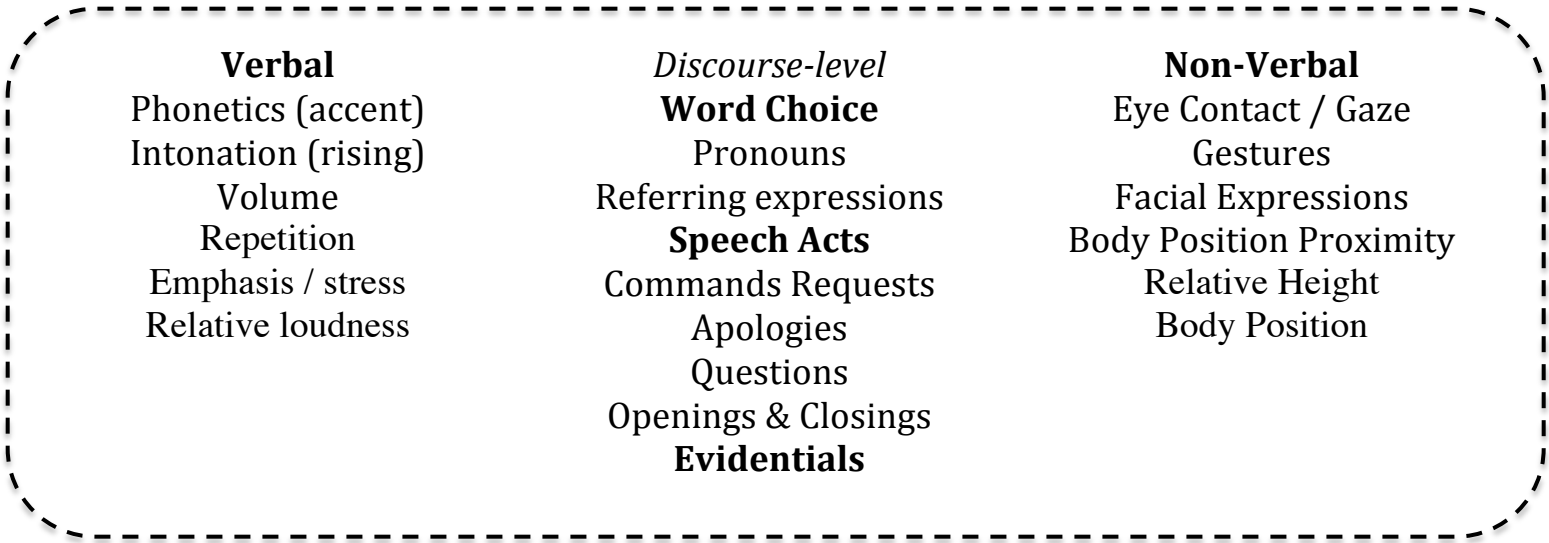 Verbal
Phonetics (accent)
Intonation (rising)
Volume
Repetition
Emphasis / stress
Relative loudness
Discourse-level
Word Choice
Pronouns
Referring expressions
Speech Acts
Commands Requests
Apologies
Questions
Openings & Closings
Evidentials
Non-Verbal
Eye Contact / Gaze
Gestures
Facial Expressions
Body Position Proximity
Relative Height
Body Position